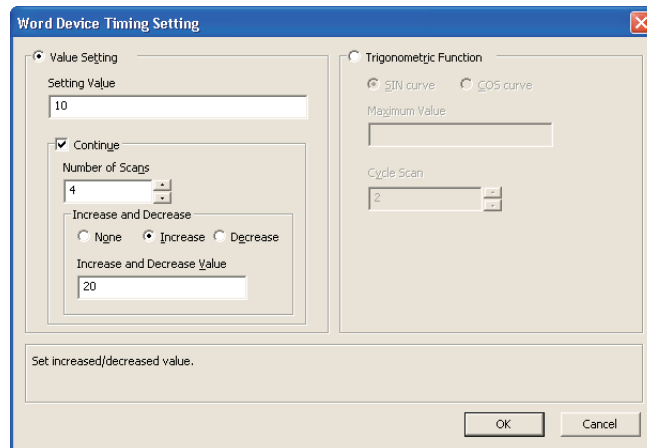 Word Device Timing Setting
Value Setting
Setting Value
10
Continue
Number of Scans
4
Increase and Decrease
None Increase Decrease
Increase and Decrease Value
20
Trigonometric Function
SIN curve COS curve
Maximum Value
Cycle Scan
2
Set increased/decreased value.
OK Cancel